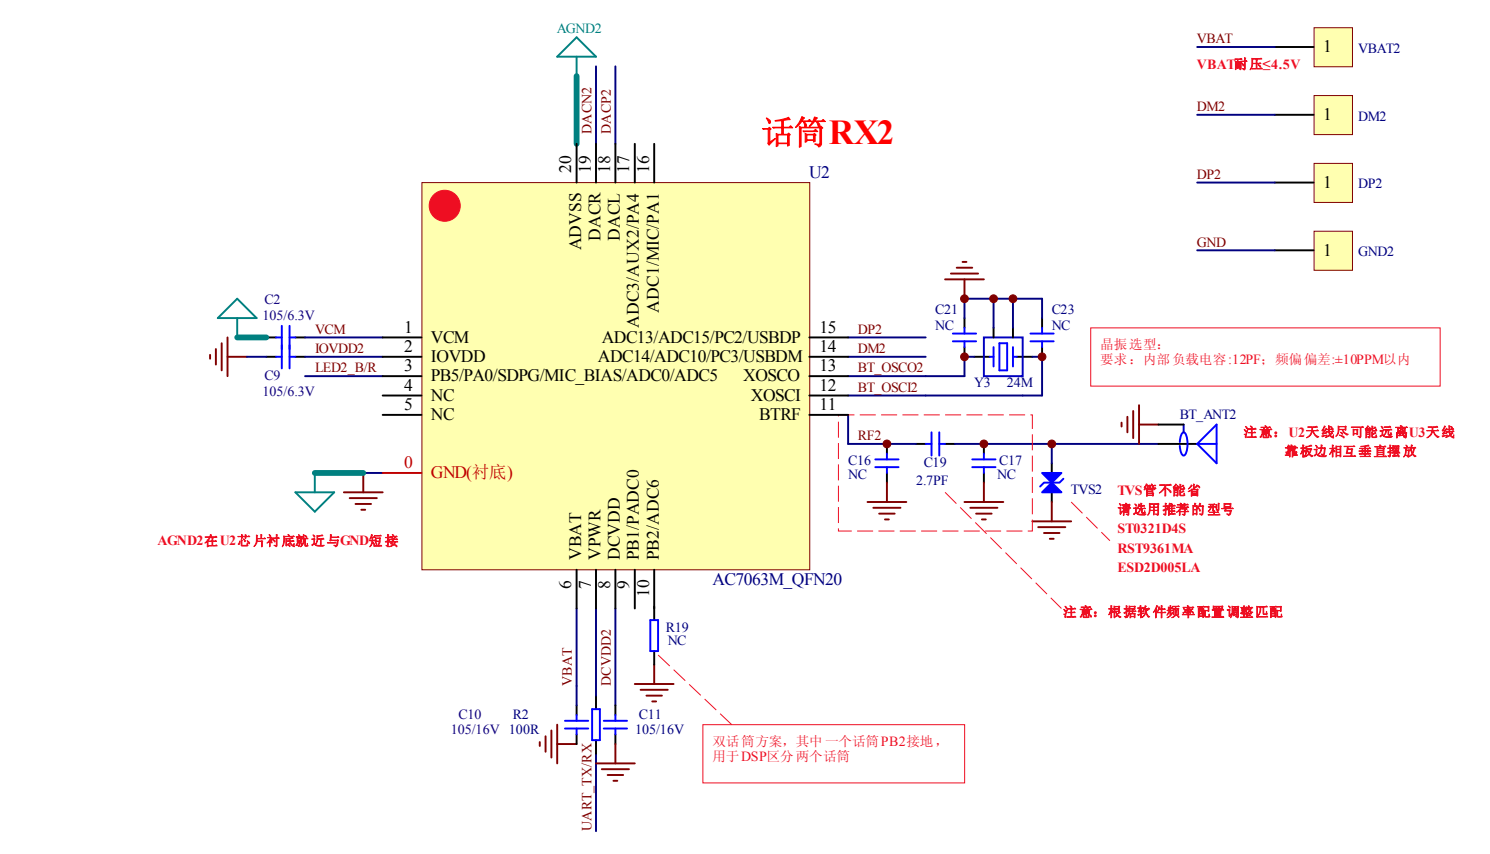 AGND2
DACN2
DACP2
话筒RX2
U2
20
19
18
17
16
ADVSS
DACR
DACL
ADC3/AUX2/PA4
ADC1/MIC/PA1
VBAT
1
VBAT2
VBAT耐压≤4.5V
DM2
1
DM2
DP2
1
DP2
GND
1
GND2
C2
105/6.3V
VCM
1
VCM
IOVDD2
2
IOVDD
C9
105/6.3V
LED2_B/R
3
PB5/PA0/SDPG/MIC_BIAS/ADC0/ADC5
4
NC
5
NC
0
GND(衬底)
AGND2在U2芯片衬底就近与GND短接
ADC13/ADC15/PC2/USBDP
15
DP2
ADC14/ADC10/PC3/USBDM
14
DM2
XOSCO
13
BT_OSCO2
XOSCI
12
BT_OSCI2
BTRF
11
C21
NC
C23
NC
Y3
24M
晶振选型：
要求：内部负载电容:12PF；频偏偏差:±10PPM以内
RF2
C16
NC
C19
2.7PF
C17
NC
TVS2
BT_ANT2
注意：U2天线尽可能远离U3天线
靠板边相互垂直摆放
TVS管不能省
请选用推荐的型号
ST0321D4S
RST9361MA
ESD2D005LA
注意：根据软件频率配置调整匹配
VBAT
VPWR
DCVDD
PB1/PADC0
PB2/ADC6
AC7063M_QFN20
6
7
8
9
10
VBAT
DCVDD2
R19
NC
C10
105/16V
R2
100R
C11
105/16V
UART_TX/RX
双话筒方案，其中一个话筒PB2接地，
用于DSP区分两个话筒